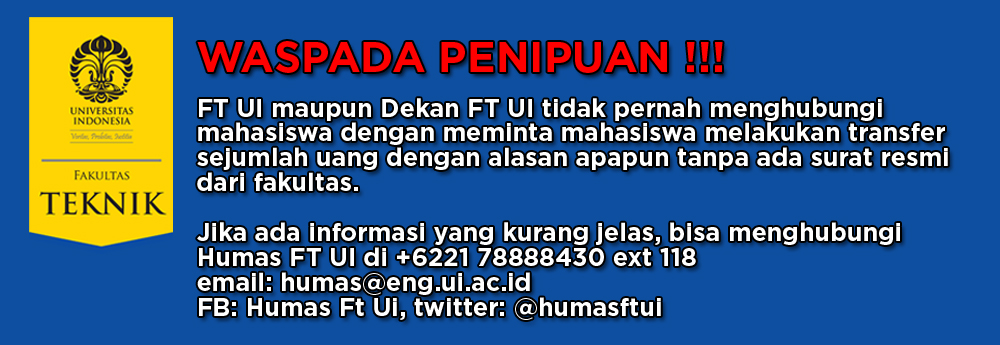 UNIVERSITAS
INDONESIA
Veritas, Probitas, Iustitia
FAKULTAS
TEKNIK
WASPADA PENIPUAN !!!
FT UI maupun Dekan FT UI tidak pernah menghubungi
mahasiswa dengan meminta mahasiswa melakukan transfer
sejumlah uang dengan alasan apapun tanpa ada surat resmi
dari fakultas.
Jika ada informasi yang kurang jelas, bisa menghubungi
Humas FT UI di +6221 78888430 ext 118
email: humas@eng.ui.ac.id
FB: Humas Ft Ui, twitter: @humasftui